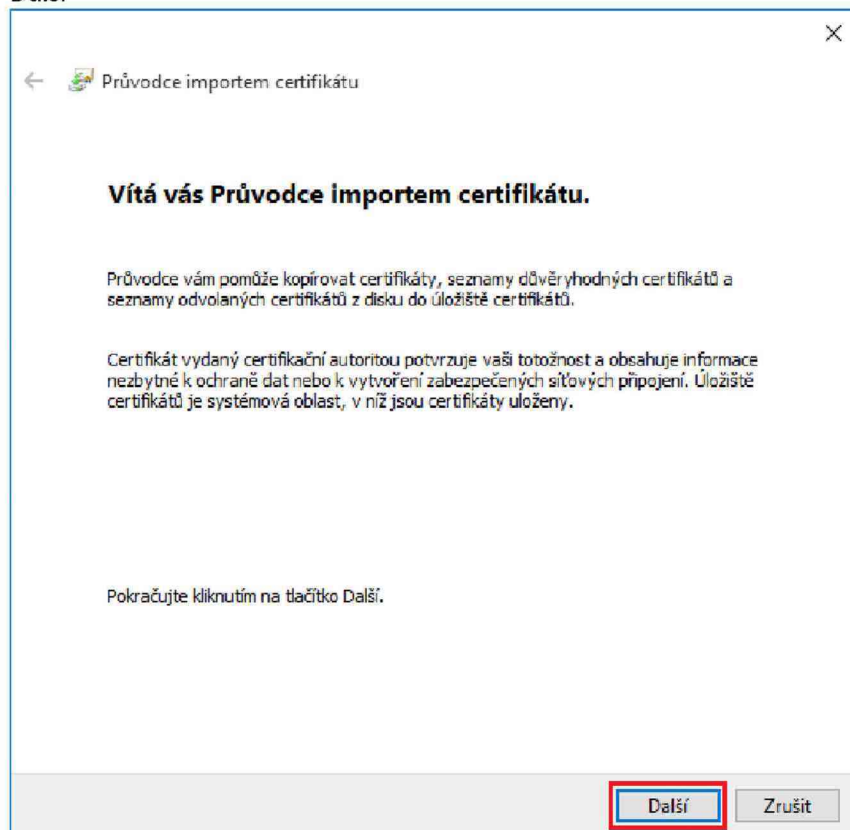 Průvodce importem certifikátu
Vítá vás Průvodce importem certifikátu.
Průvodce vám pomůže kopírovat certifikáty, seznamy důvěryhodných certifikátů a
seznamy odvolaných certifikátů z disku do úložiště certifikátů.
Certifikát vydaný certifikační autoritou potvrzuje vaši totožnost a obsahuje informace
nezbytné k ochraně dat nebo k vytvoření zabezpečených síťových připojení. Úložiště
certifikátů je systémová oblast, v níž jsou certifikáty uloženy.
Pokračujte kliknutím na tlačítko Další.
Další
Zrušit